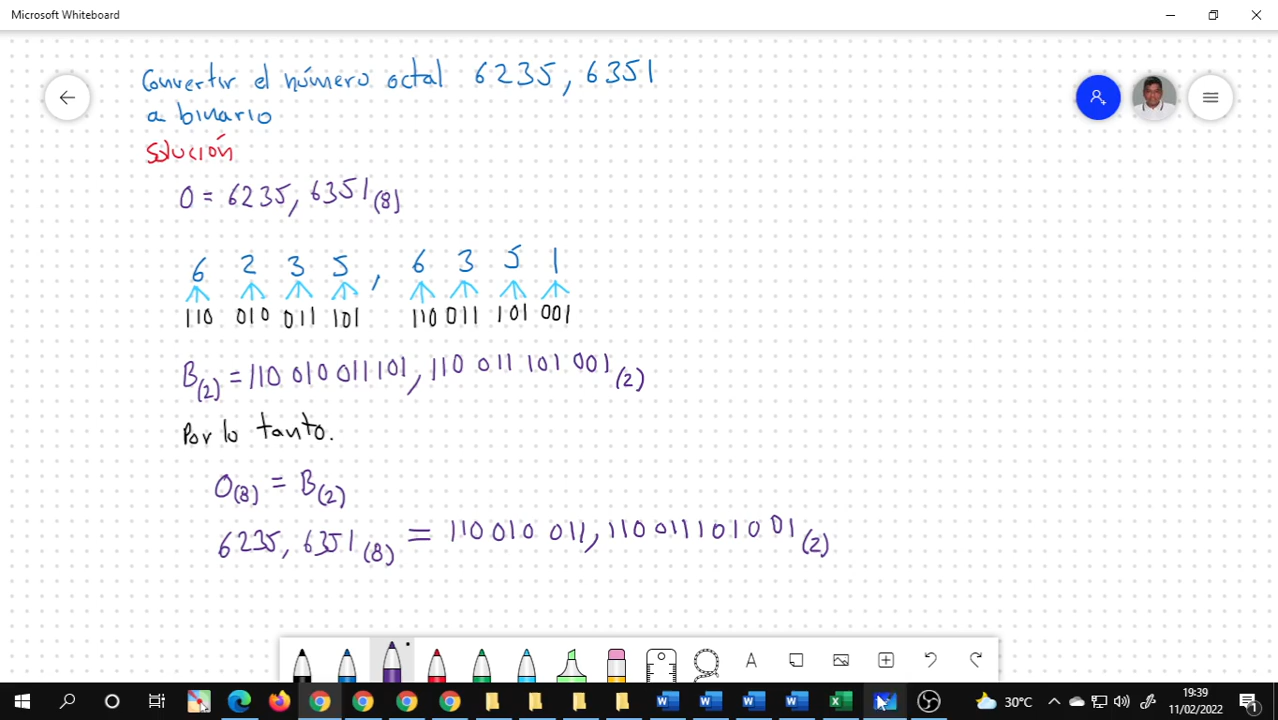 Microsoft Whiteboard
Convertir el número octal 6235,6351
a binario
Solución
O = 6235,6351(8)
6 2 3 5 , 6 3 5 1
110 010 011 101 110 011 101 001
B(2) = 110 010 011 101, 110 011 101 001(2)
Por lo tanto.
O(8) = B(2)
6235,6351(8) = 110 010 011, 110 011 101 001(2)
A
30°C
19:39
11/02/2022
1